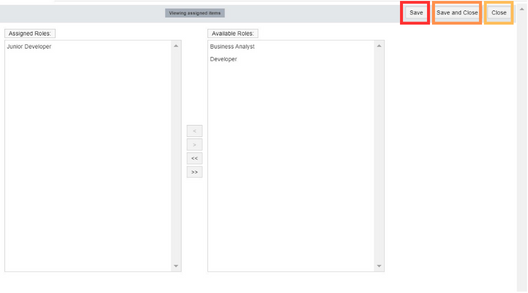 Viewing assigned items
Save
Save and Close
Close
Assigned Roles:
Available Roles:
Junior Developer
Business Analyst
Developer
<
>
<<
>>